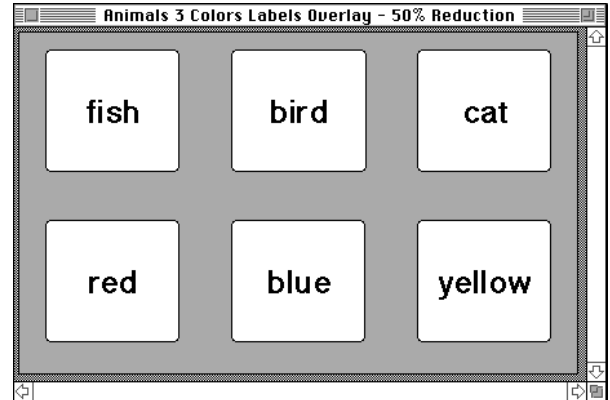 Animals 3 Colors Labels Overlay - 50% Reduction
fish bird cat
red blue yellow